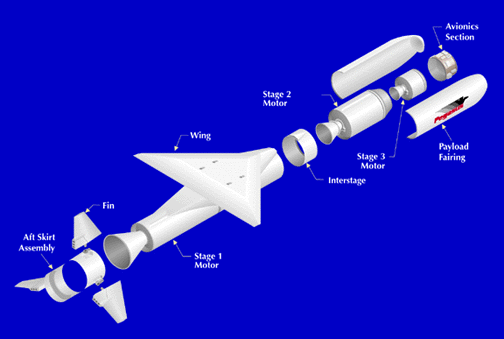 Avionics
Section
Stage 2
Motor
Pegasus
Stage 3
Motor
Payload
Fairing
Wing
Interstage
Fin
Aft Skirt
Assembly
Stage 1
Motor